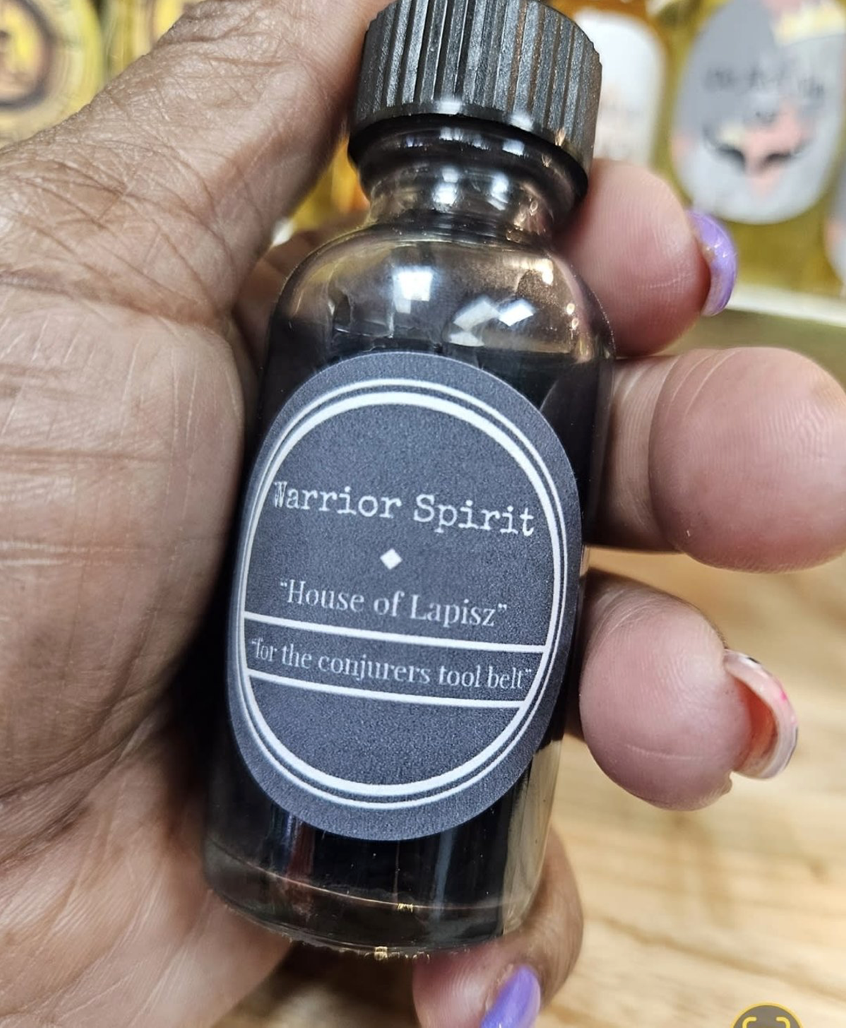 Warrior Spirit
“House of Lapisz”
“for the conjurers tool belt”